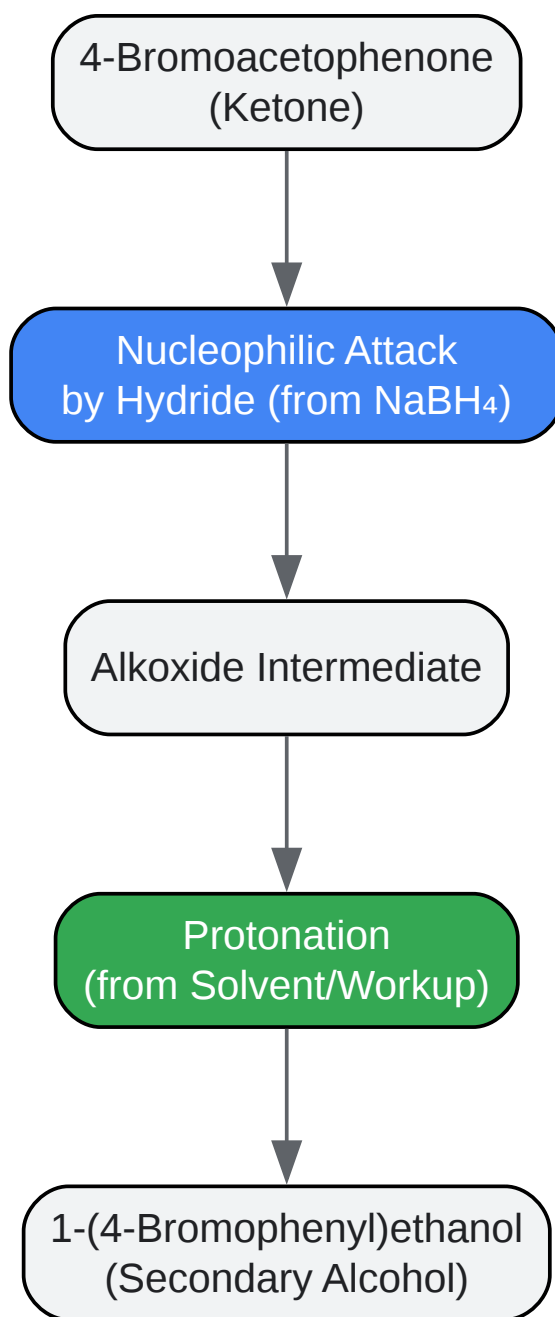 4-Bromoacetophenone
(Ketone)
Nucleophilic Attack
by Hydride (from NaBH₄)
Alkoxide Intermediate
Protonation
(from Solvent/Workup)
1-(4-Bromophenyl)ethanol
(Secondary Alcohol)